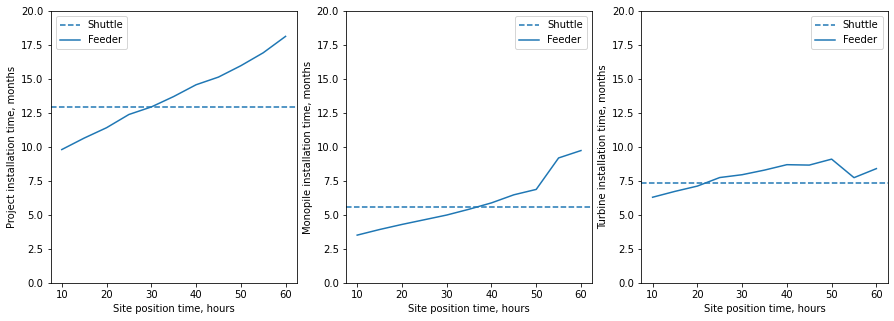 20.0
17.5
15.0
12.5
10.0
7.5
5.0
2.5
0.0
10 20 30 40 50 60
Project installation time, months
Site position time, hours
Shuttle
Feeder
20.0
17.5
15.0
12.5
10.0
7.5
5.0
2.5
0.0
10 20 30 40 50 60
Monopile installation time, months
Site position time, hours
Shuttle
Feeder
20.0
17.5
15.0
12.5
10.0
7.5
5.0
2.5
0.0
10 20 30 40 50 60
Turbine installation time, months
Site position time, hours
Shuttle
Feeder